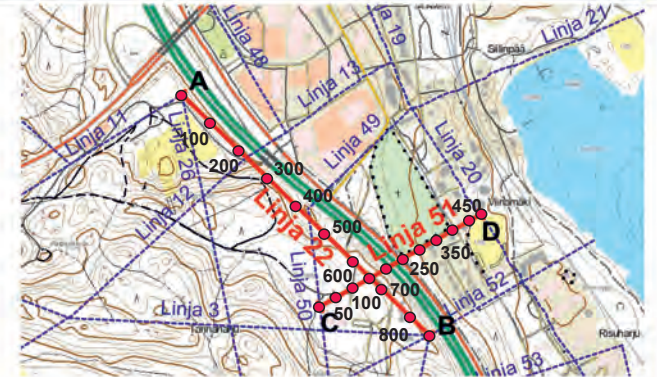 Linja 48
Linja 19
Linja 21
Siilinpää
A
Linja 13
Linja 11
Linja 26
100
200
300
Linja 49
Linja 20
Linja 12
400
450
Linja 22
500
Linja 51
D
350
250
600
Linja 50
100
700
50
C
Linja 3
Linja 52
B
800
Risuharju
Linja 53